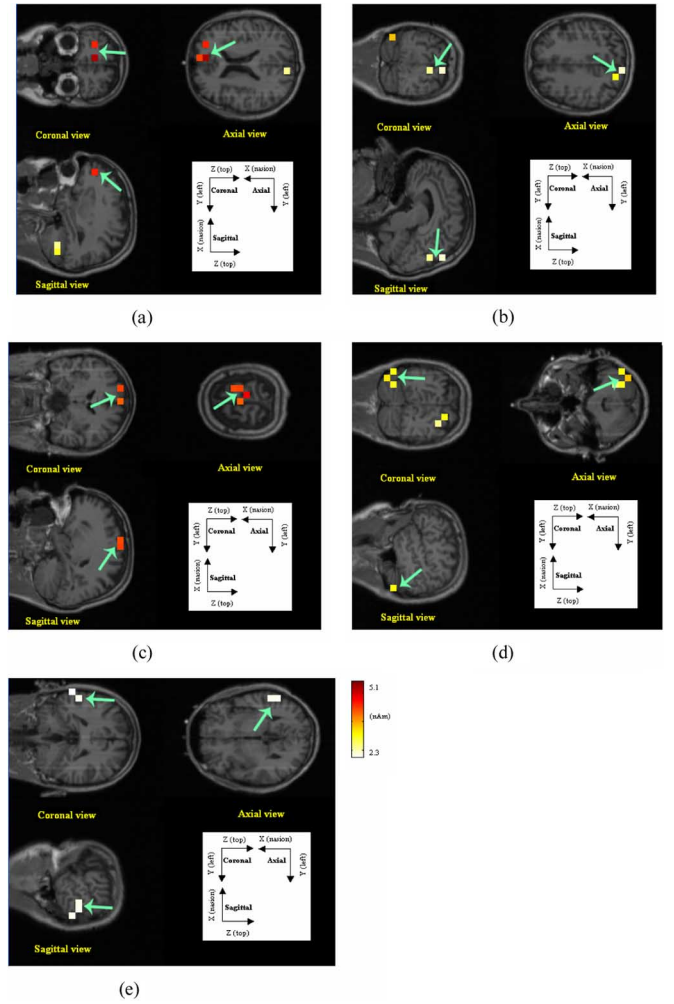 Coronal view
Axial view
Z (top)
X (nasion)
Y (left)
Coronal
Axial
Y (left)
X (nasion)
Sagittal
Z (top)
Sagittal view
(a)
Coronal view
Axial view
Z (top)
X (nasion)
Y (left)
Coronal
Axial
Y (left)
X (nasion)
Sagittal
Z (top)
Sagittal view
(b)
Coronal view
Axial view
Z (top)
X (nasion)
Y (left)
Coronal
Axial
Y (left)
X (nasion)
Sagittal
Z (top)
Sagittal view
(c)
Coronal view
Axial view
Z (top)
X (nasion)
Y (left)
Coronal
Axial
Y (left)
X (nasion)
Sagittal
Z (top)
Sagittal view
(d)
5.1
(nAm)
2.3
Coronal view
Axial view
Z (top)
X (nasion)
Y (left)
Coronal
Axial
Y (left)
X (nasion)
Sagittal
Z (top)
Sagittal view
(e)